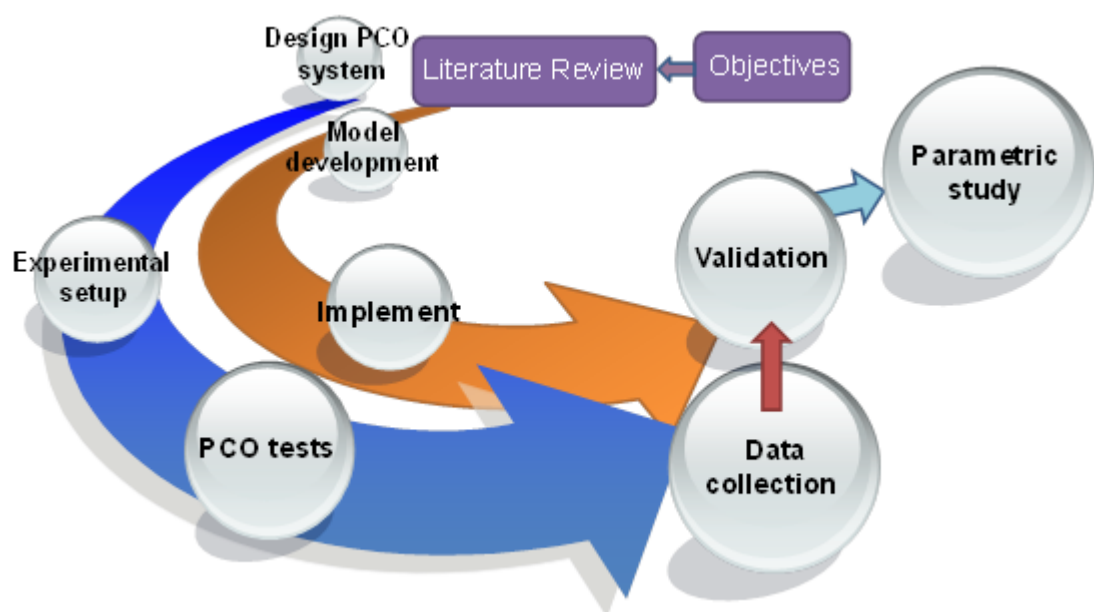 Design PCO
system
Literature Review
Objectives
Model
development
Parametric
study
Validation
Experimental
setup
Implement
PCO tests
Data
collection